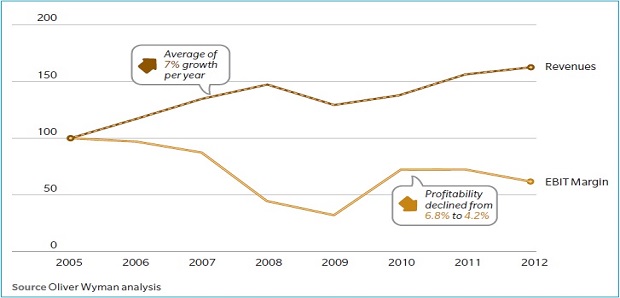 200
Average of
7% growth
per year
Revenues
150
100
EBIT Margin
50
Profitability
declined from
6.8% to 4.2%
0
2005 2006 2007 2008 2009 2010 2011 2012
Source Oliver Wyman analysis